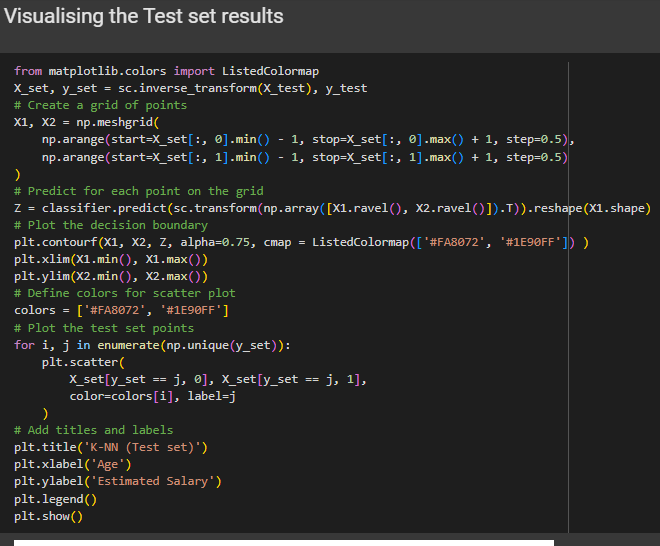 Visualising the Test set results
from matplotlib.colors import ListedColormap
X_set, y_set = sc.inverse_transform(X_test), y_test
# Create a grid of points
X1, X2 = np.meshgrid(
    np.arange(start=X_set[:, 0].min() - 1, stop=X_set[:, 0].max() + 1, step=0.5),
    np.arange(start=X_set[:, 1].min() - 1, stop=X_set[:, 1].max() + 1, step=0.5)
)
# Predict for each point on the grid
Z = classifier.predict(sc.transform(np.array([X1.ravel(), X2.ravel()]).T)).reshape(X1.shape)
# Plot the decision boundary
plt.contourf(X1, X2, Z, alpha=0.75, cmap = ListedColormap(['#FA8072', '#1E90FF']) )
plt.xlim(X1.min(), X1.max())
plt.ylim(X2.min(), X2.max())
# Define colors for scatter plot
colors = ['#FA8072', '#1E90FF']
# Plot the test set points
for i, j in enumerate(np.unique(y_set)):
    plt.scatter(
        X_set[y_set == j, 0], X_set[y_set == j, 1],
        color=colors[i], label=j
    )
# Add titles and labels
plt.title('K-NN (Test set)')
plt.xlabel('Age')
plt.ylabel('Estimated Salary')
plt.legend()
plt.show()